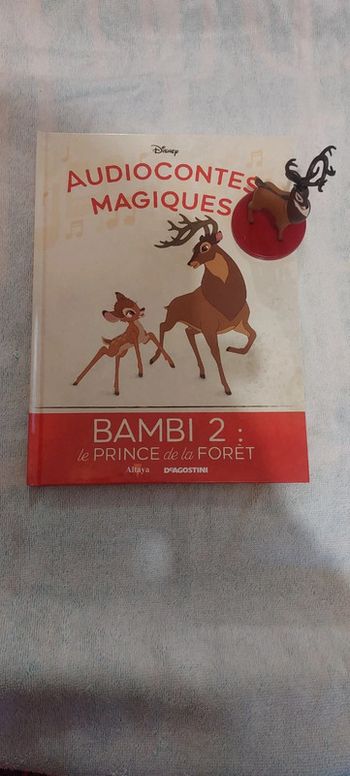 Disney
AUDIOCONTES
MAGIQUES
BAMBI 2 :
le PRINCE de la FORÊT
Altaya DeAGOSTINI